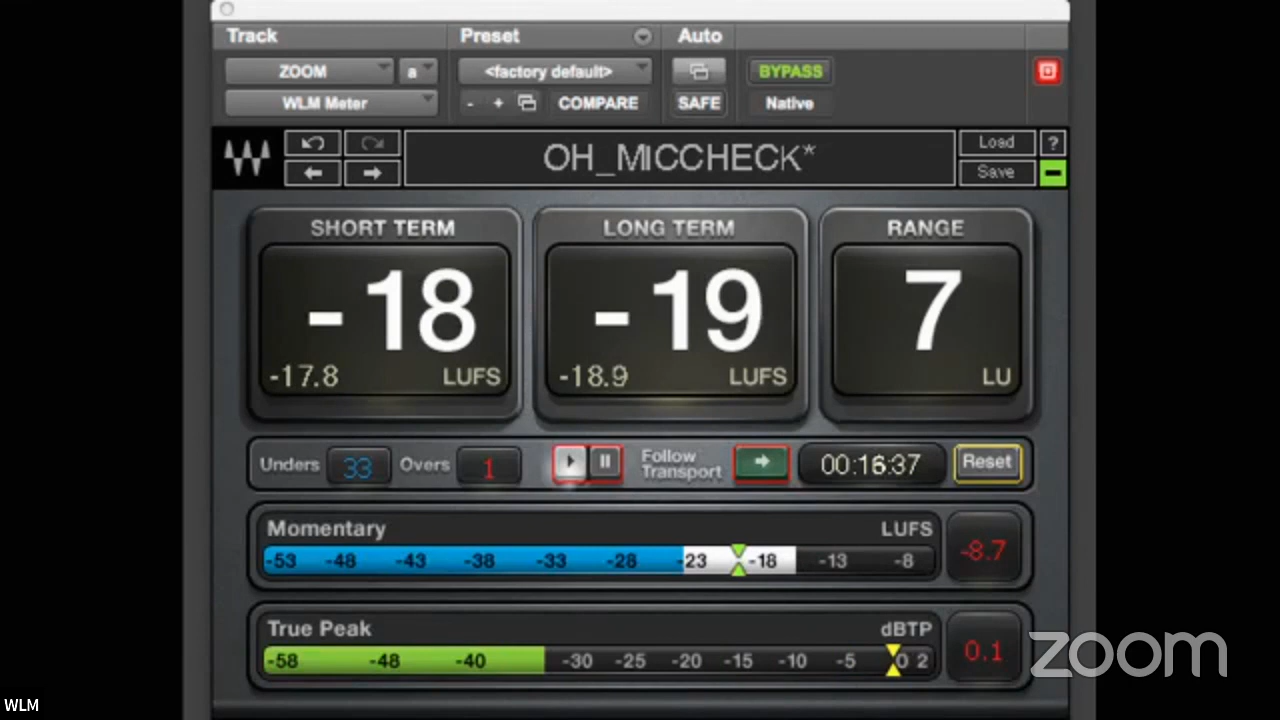 Track Preset Auto
ZOOM a <factory default> BYPASS
WLM Meter - + COMPARE SAFE Native
OH_MICCHECK*
Load ?
Save
SHORT TERM LONG TERM RANGE
-18 -19 7
-17.8 LUFS -18.9 LUFS LU
Unders 33 Overs 1 Follow Transport 00:16:37 Reset
Momentary LUFS
-53 -48 -43 -38 -33 -28 -23 -18 -13 -8 -8.7
True Peak dBTP
-58 -48 -40 -30 -25 -20 -15 -10 -5 0 2 0.1
zoom
WLM